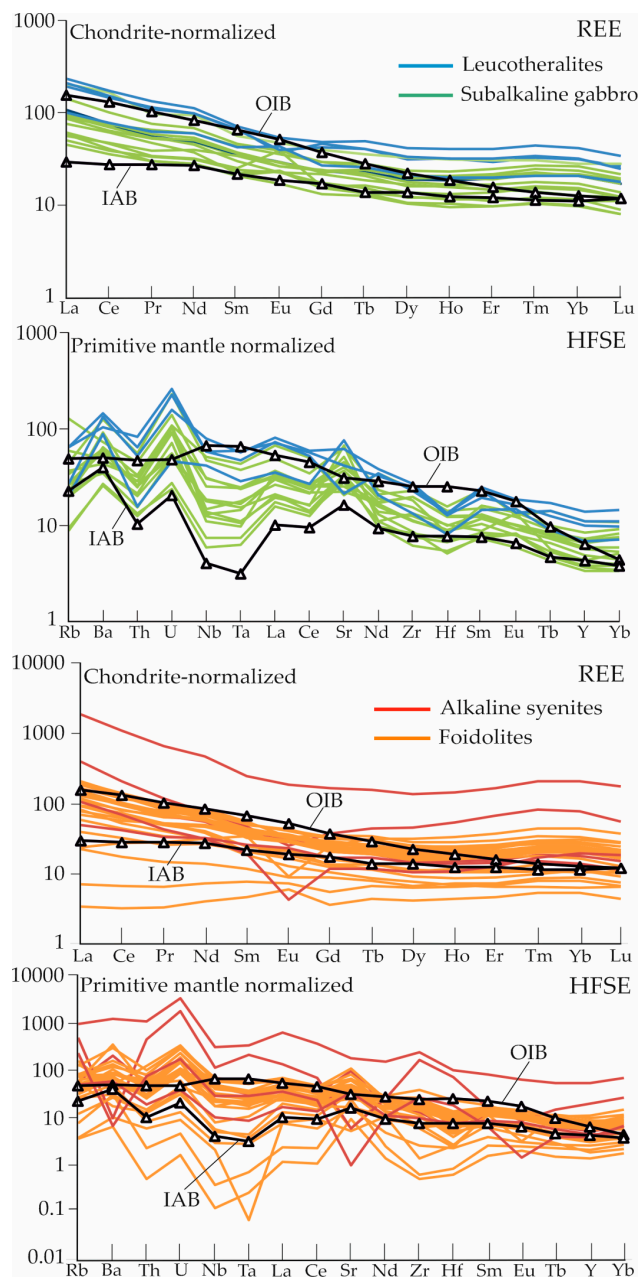 1000
Chondrite-normalized
REE
Leucotheralites
Subalkaline gabbro
OIB
100
IAB
10
1
La Ce Pr Nd Sm Eu Gd Tb Dy Ho Er Tm Yb Lu
1000
Primitive mantle normalized
HFSE
OIB
100
IAB
10
1
Rb Ba Th U Nb Ta La Ce Sr Nd Zr Hf Sm Eu Tb Y Yb
10000
Chondrite-normalized
REE
Alkaline syenites
Foidolites
1000
OIB
100
IAB
10
1
La Ce Pr Nd Sm Eu Gd Tb Dy Ho Er Tm Yb Lu
10000
Primitive mantle normalized
HFSE
1000
OIB
100
10
1
IAB
0.1
0.01
Rb Ba Th U Nb Ta La Ce Sr Nd Zr Hf Sm Eu Tb Y Yb